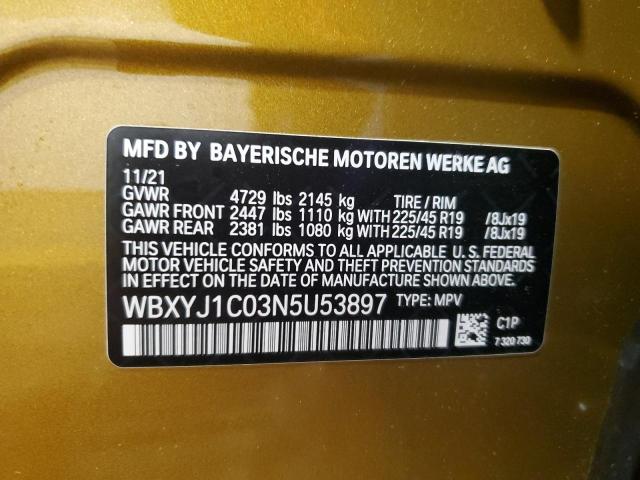 MFD BY BAYERISCHE MOTOREN WERKE AG
11/21
GVWR 4729 lbs 2145 kg TIRE / RIM
GAWR FRONT 2447 lbs 1110 kg WITH 225/45 R19 /8Jx19
GAWR REAR 2381 lbs 1080 kg WITH 225/45 R19 /8Jx19
THIS VEHICLE CONFORMS TO ALL APPLICABLE U. S. FEDERAL
MOTOR VEHICLE SAFETY AND THEFT PREVENTION STANDARDS
IN EFFECT ON THE DATE OF MANUFACTURE SHOWN ABOVE.
WBXYJ1C03N5U53897 TYPE: MPV
C1P
7 320 730